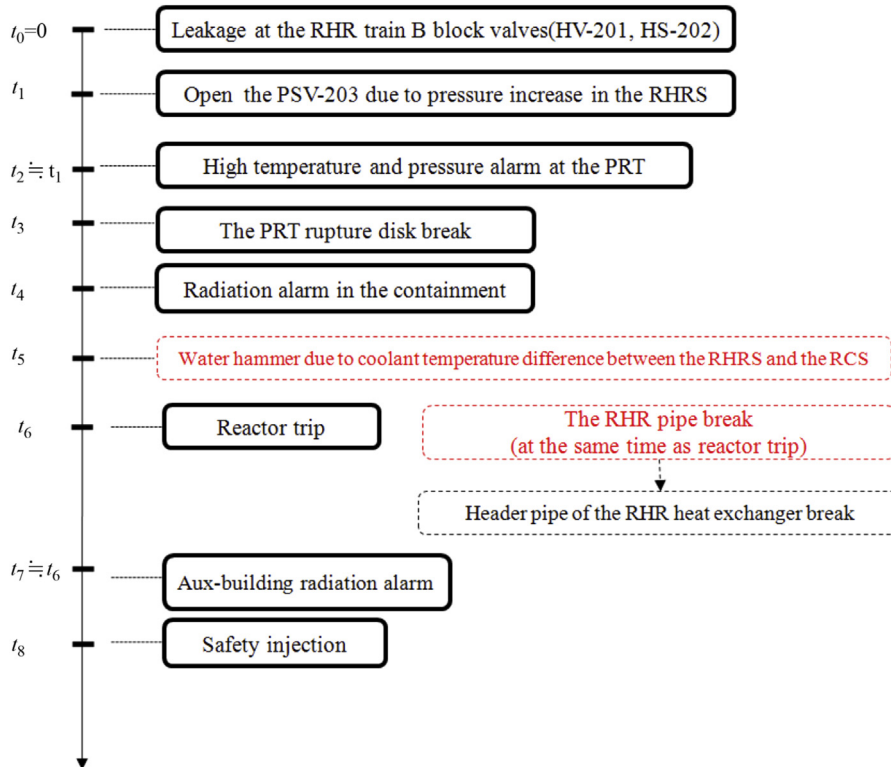 t0=0
Leakage at the RHR train B block valves(HV-201, HS-202)
t1
Open the PSV-203 due to pressure increase in the RHRS
t2≒ t1
High temperature and pressure alarm at the PRT
t3
The PRT rupture disk break
t4
Radiation alarm in the containment
t5
Water hammer due to coolant temperature difference between the RHRS and the RCS
t6
Reactor trip
The RHR pipe break
(at the same time as reactor trip)
Header pipe of the RHR heat exchanger break
t7≒t6
Aux-building radiation alarm
t8
Safety injection